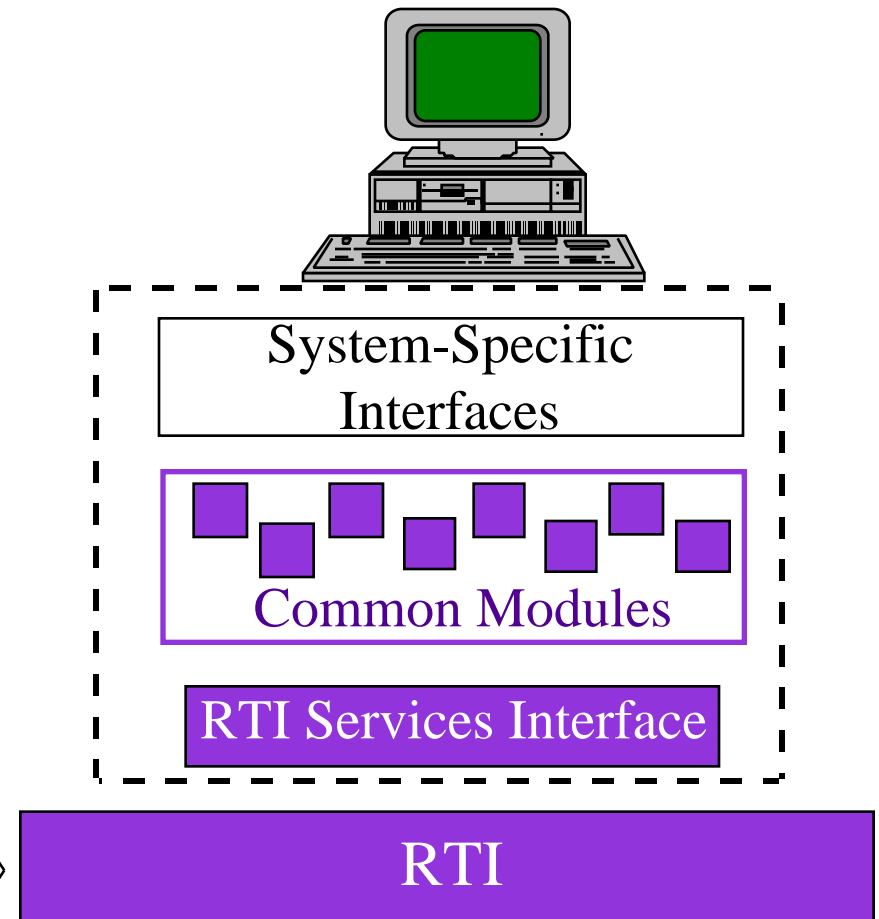 System-Specific
Interfaces
Common Modules
RTI Services Interface
RTI